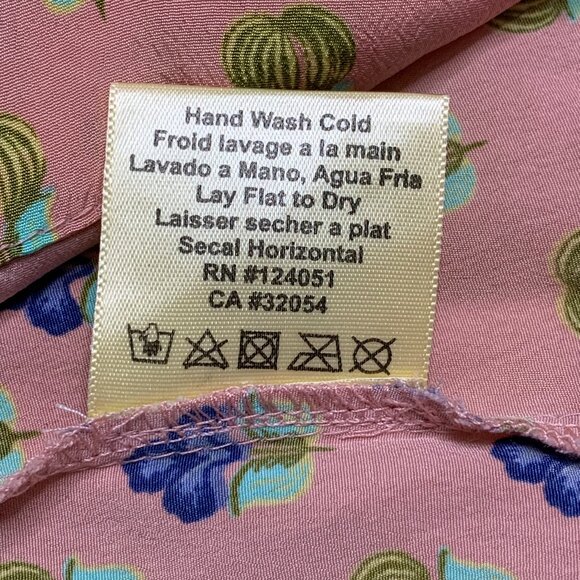 Hand Wash Cold
Froid lavage a la main
Lavado a Mano, Agua Fria
Lay Flat to Dry
Laisser secher a plat
Secal Horizontal
RN #124051
CA #32054